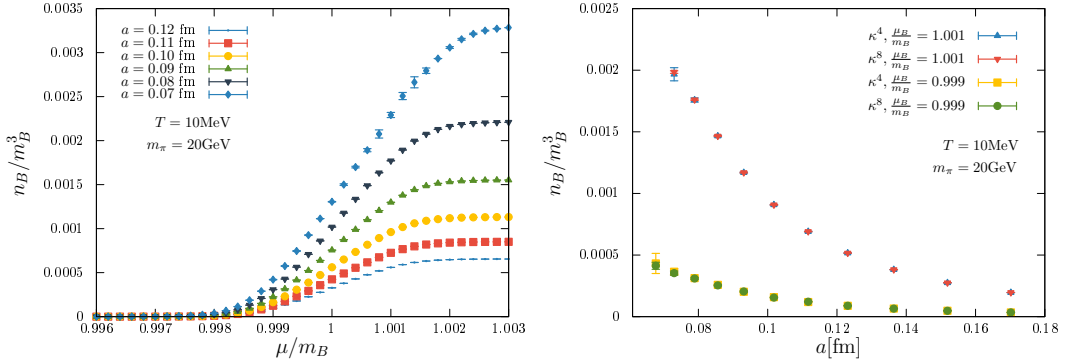 a = 0.12 fm
a = 0.11 fm
a = 0.10 fm
a = 0.09 fm
a = 0.08 fm
a = 0.07 fm
T = 10MeV
m_π = 20GeV
n_B/m_B^3
0.0035
0.003
0.0025
0.002
0.0015
0.001
0.0005
0
0.996
0.997
0.998
0.999
1
1.001
1.002
1.003
μ/m_B
κ^4, μ_B/m_B = 1.001
κ^8, μ_B/m_B = 1.001
κ^4, μ_B/m_B = 0.999
κ^8, μ_B/m_B = 0.999
T = 10MeV
m_π = 20GeV
n_B/m_B^3
0.0025
0.002
0.0015
0.001
0.0005
0
0.08
0.1
0.12
0.14
0.16
0.18
a[fm]